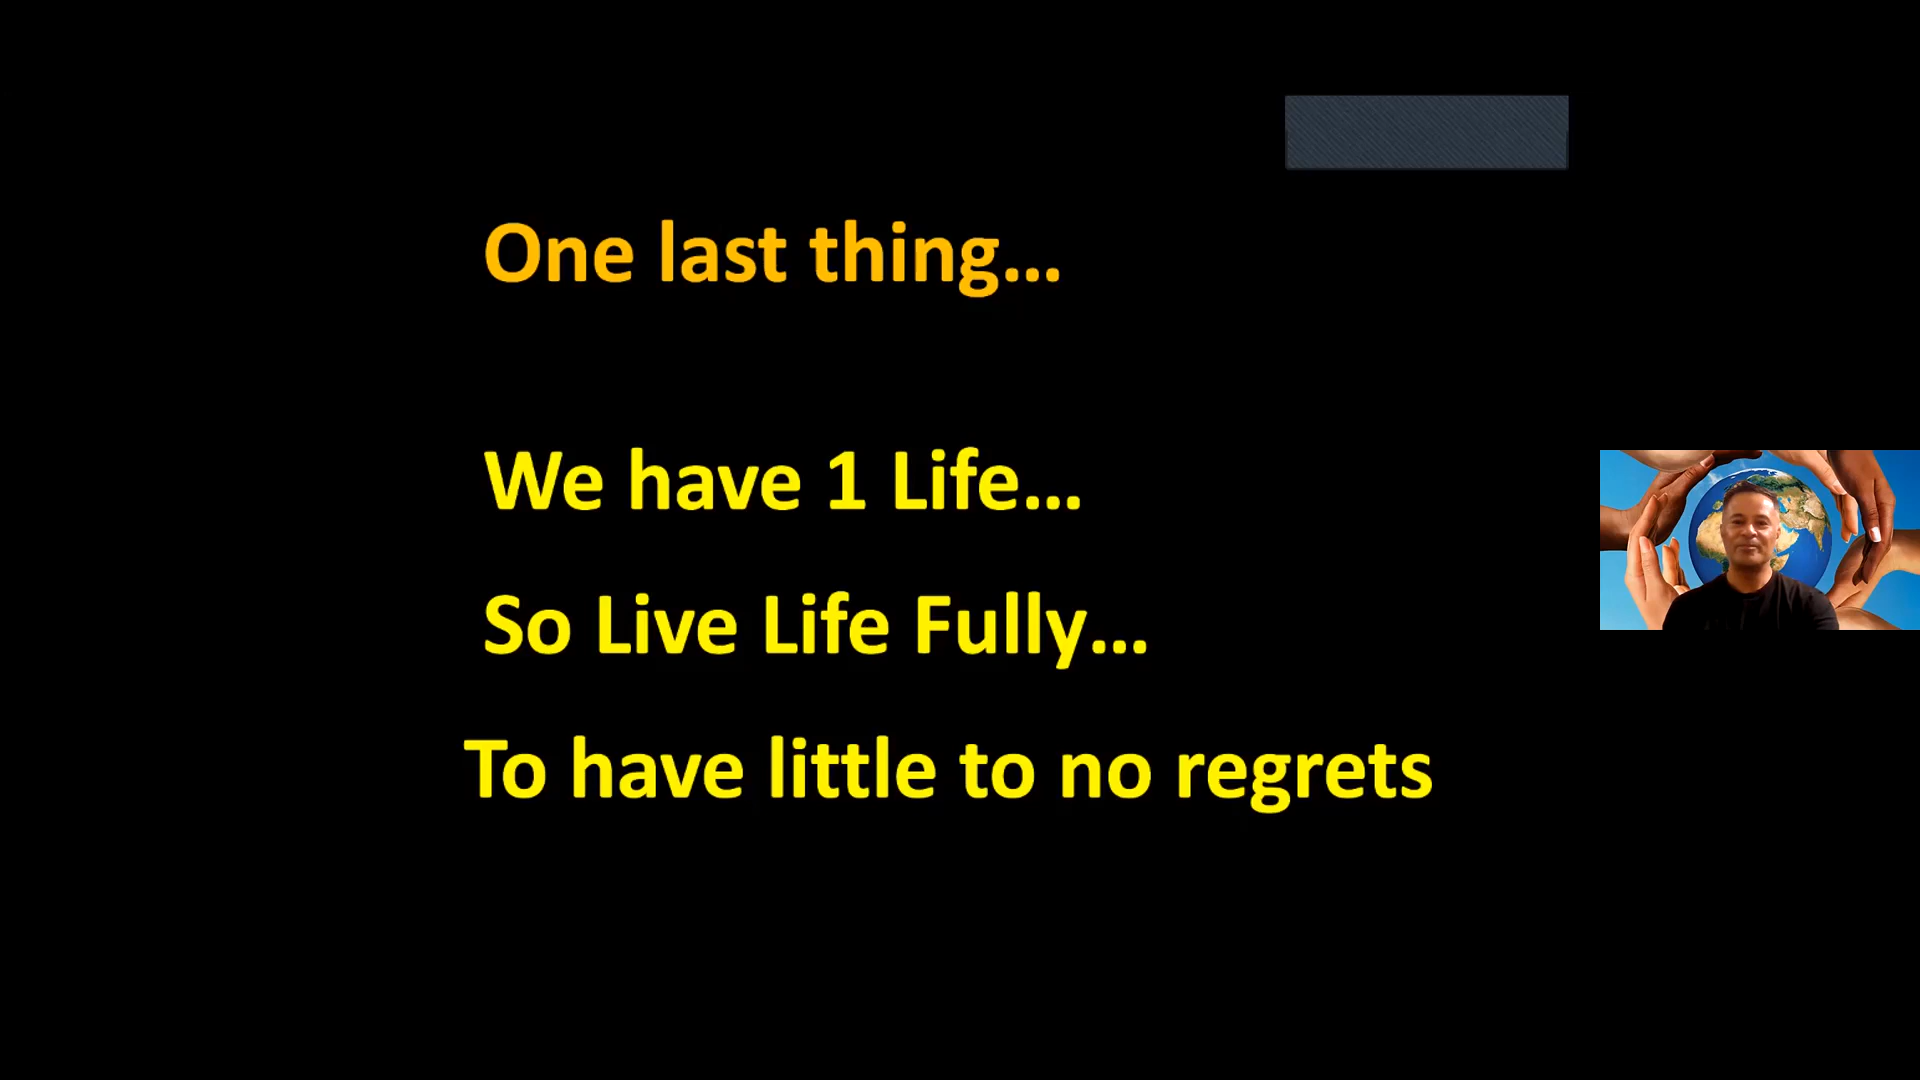 One last thing...
We have 1 Life...
So Live Life Fully...
To have little to no regrets